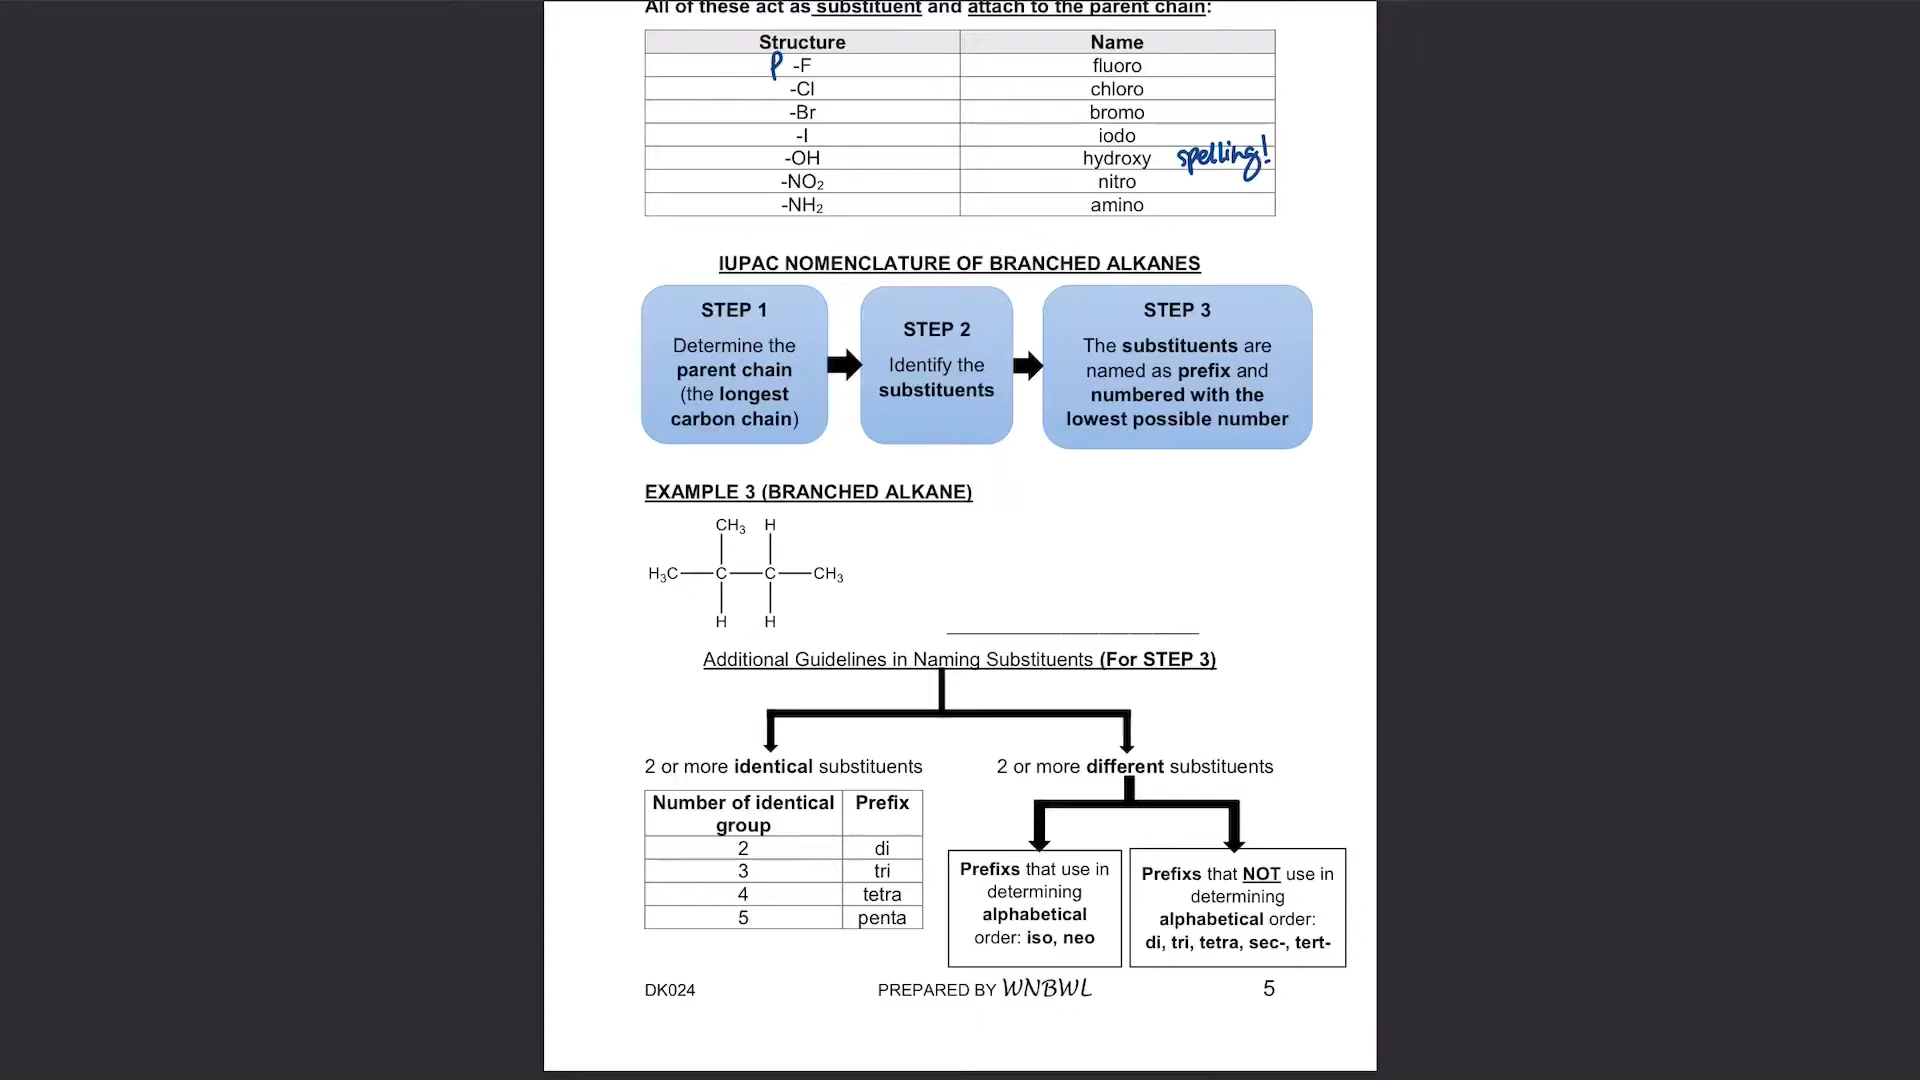 All of these act as substituent and attach to the parent chain:
Structure Name
-F fluoro
-Cl chloro
-Br bromo
-I iodo
-OH hydroxy spelling!
-NO₂ nitro
-NH₂ amino
IUPAC NOMENCLATURE OF BRANCHED ALKANES
STEP 1
Determine the
parent chain
(the longest
carbon chain)
STEP 2
Identify the
substituents
STEP 3
The substituents are
named as prefix and
numbered with the
lowest possible number
EXAMPLE 3 (BRANCHED ALKANE)
CH₃ H
H₃C C C CH₃
H H
Additional Guidelines in Naming Substituents (For STEP 3)
2 or more identical substituents
Number of identical
group
Prefix
2 di
3 tri
4 tetra
5 penta
2 or more different substituents
Prefixs that use in
determining
alphabetical
order: iso, neo
Prefixs that NOT use in
determining
alphabetical order:
di, tri, tetra, sec-, tert-
DK024 PREPARED BY WNBWL 5